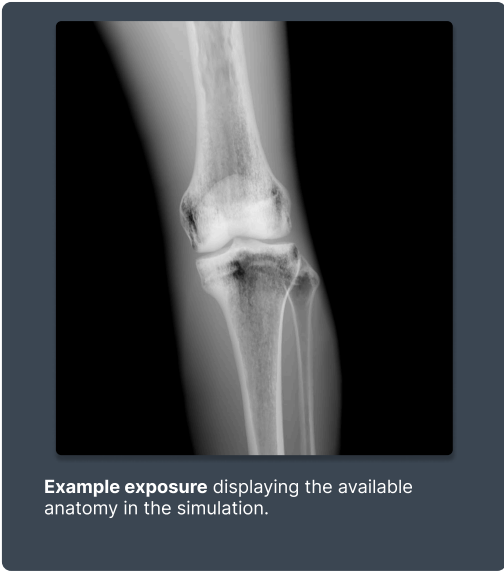 Example exposure displaying the available
anatomy in the simulation.